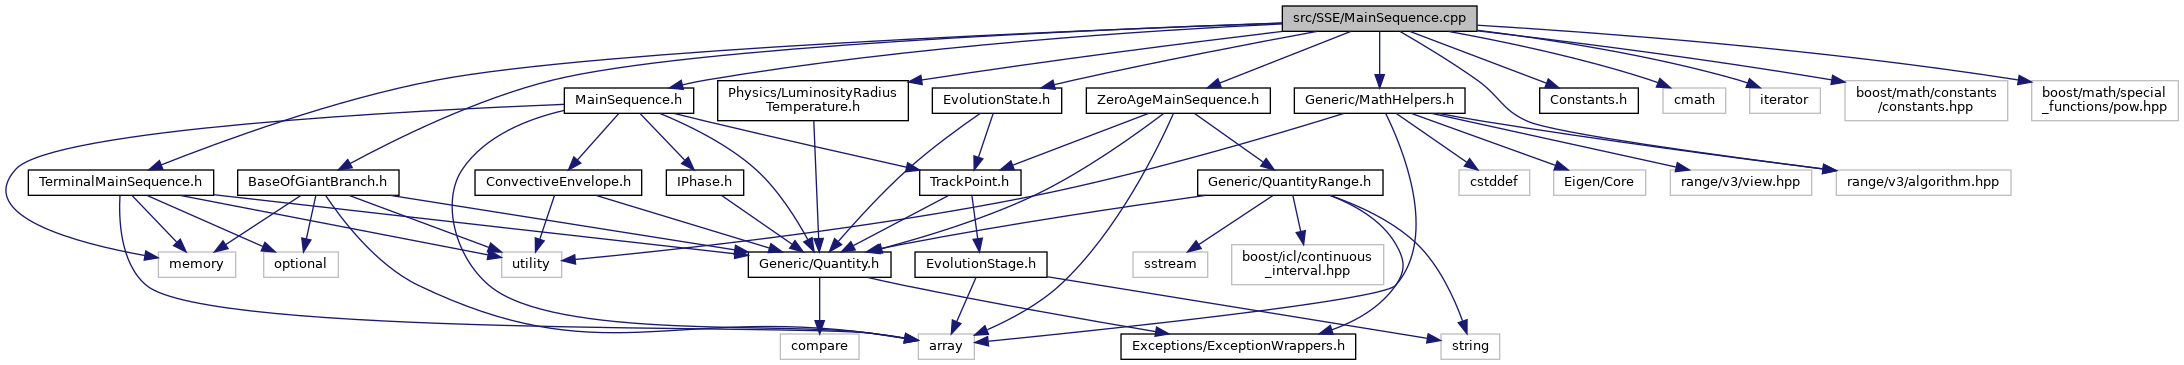 src/SSE/MainSequence.cpp
MainSequence.h
Physics/LuminosityRadius
Temperature.h
EvolutionState.h
ZeroAgeMainSequence.h
Generic/MathHelpers.h
Constants.h
cmath
iterator
boost/math/constants
/constants.hpp
boost/math/special
_functions/pow.hpp
TerminalMainSequence.h
BaseOfGiantBranch.h
ConvectiveEnvelope.h
IPhase.h
TrackPoint.h
Generic/QuantityRange.h
cstddef
Eigen/Core
range/v3/view.hpp
range/v3/algorithm.hpp
memory
optional
utility
Generic/Quantity.h
EvolutionStage.h
sstream
boost/icl/continuous
_interval.hpp
compare
array
Exceptions/ExceptionWrappers.h
string